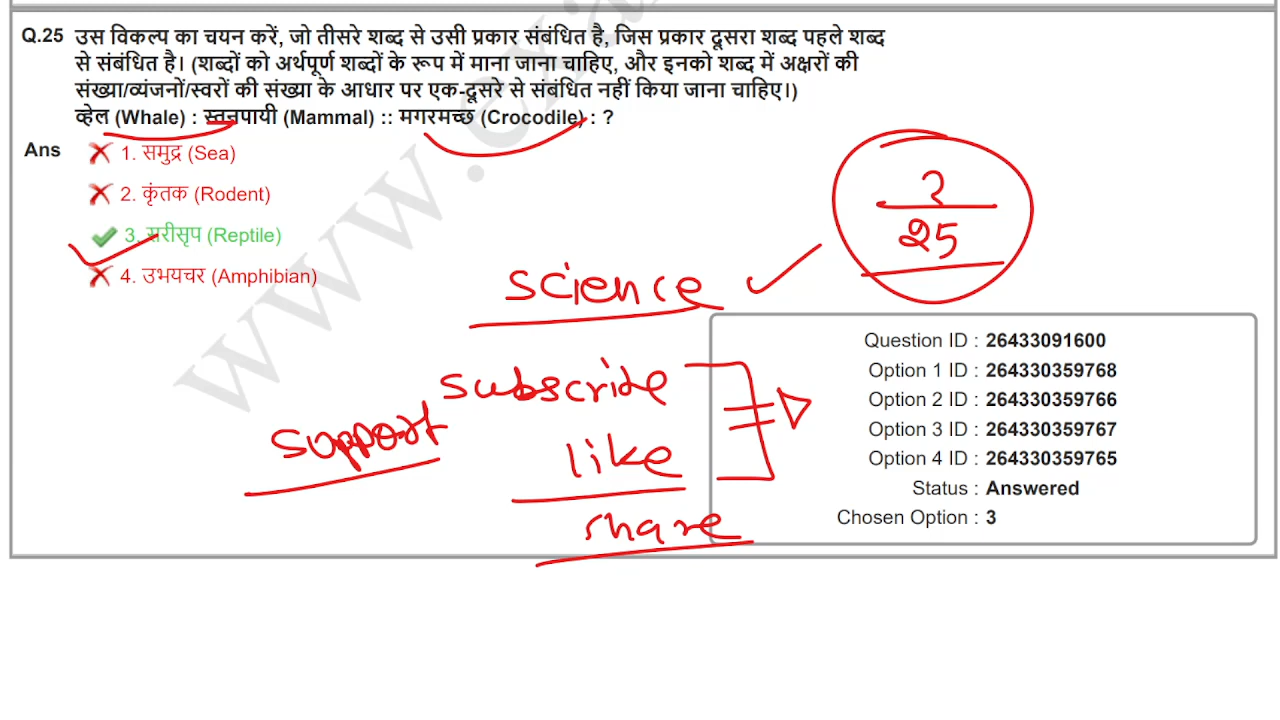 Q.25 उस विकल्प का चयन करें, जो तीसरे शब्द से उसी प्रकार संबंधित है, जिस प्रकार दूसरा शब्द पहले शब्द
से संबंधित है। (शब्दों को अर्थपूर्ण शब्दों के रूप में माना जाना चाहिए, और इनको शब्द में अक्षरों की
संख्या/व्यंजनों/स्वरों की संख्या के आधार पर एक-दूसरे से संबंधित नहीं किया जाना चाहिए।)
व्हेल (Whale) : स्तनपायी (Mammal) :: मगरमच्छ (Crocodile) : ?
Ans 1. समुद्र (Sea)
2. कृंतक (Rodent)
3. सरीसृप (Reptile)
4. उभयचर (Amphibian)
?
25
science
subscribe
support
like
share
Question ID : 26433091600
Option 1 ID : 264330359768
Option 2 ID : 264330359766
Option 3 ID : 264330359767
Option 4 ID : 264330359765
Status : Answered
Chosen Option : 3
www.exa